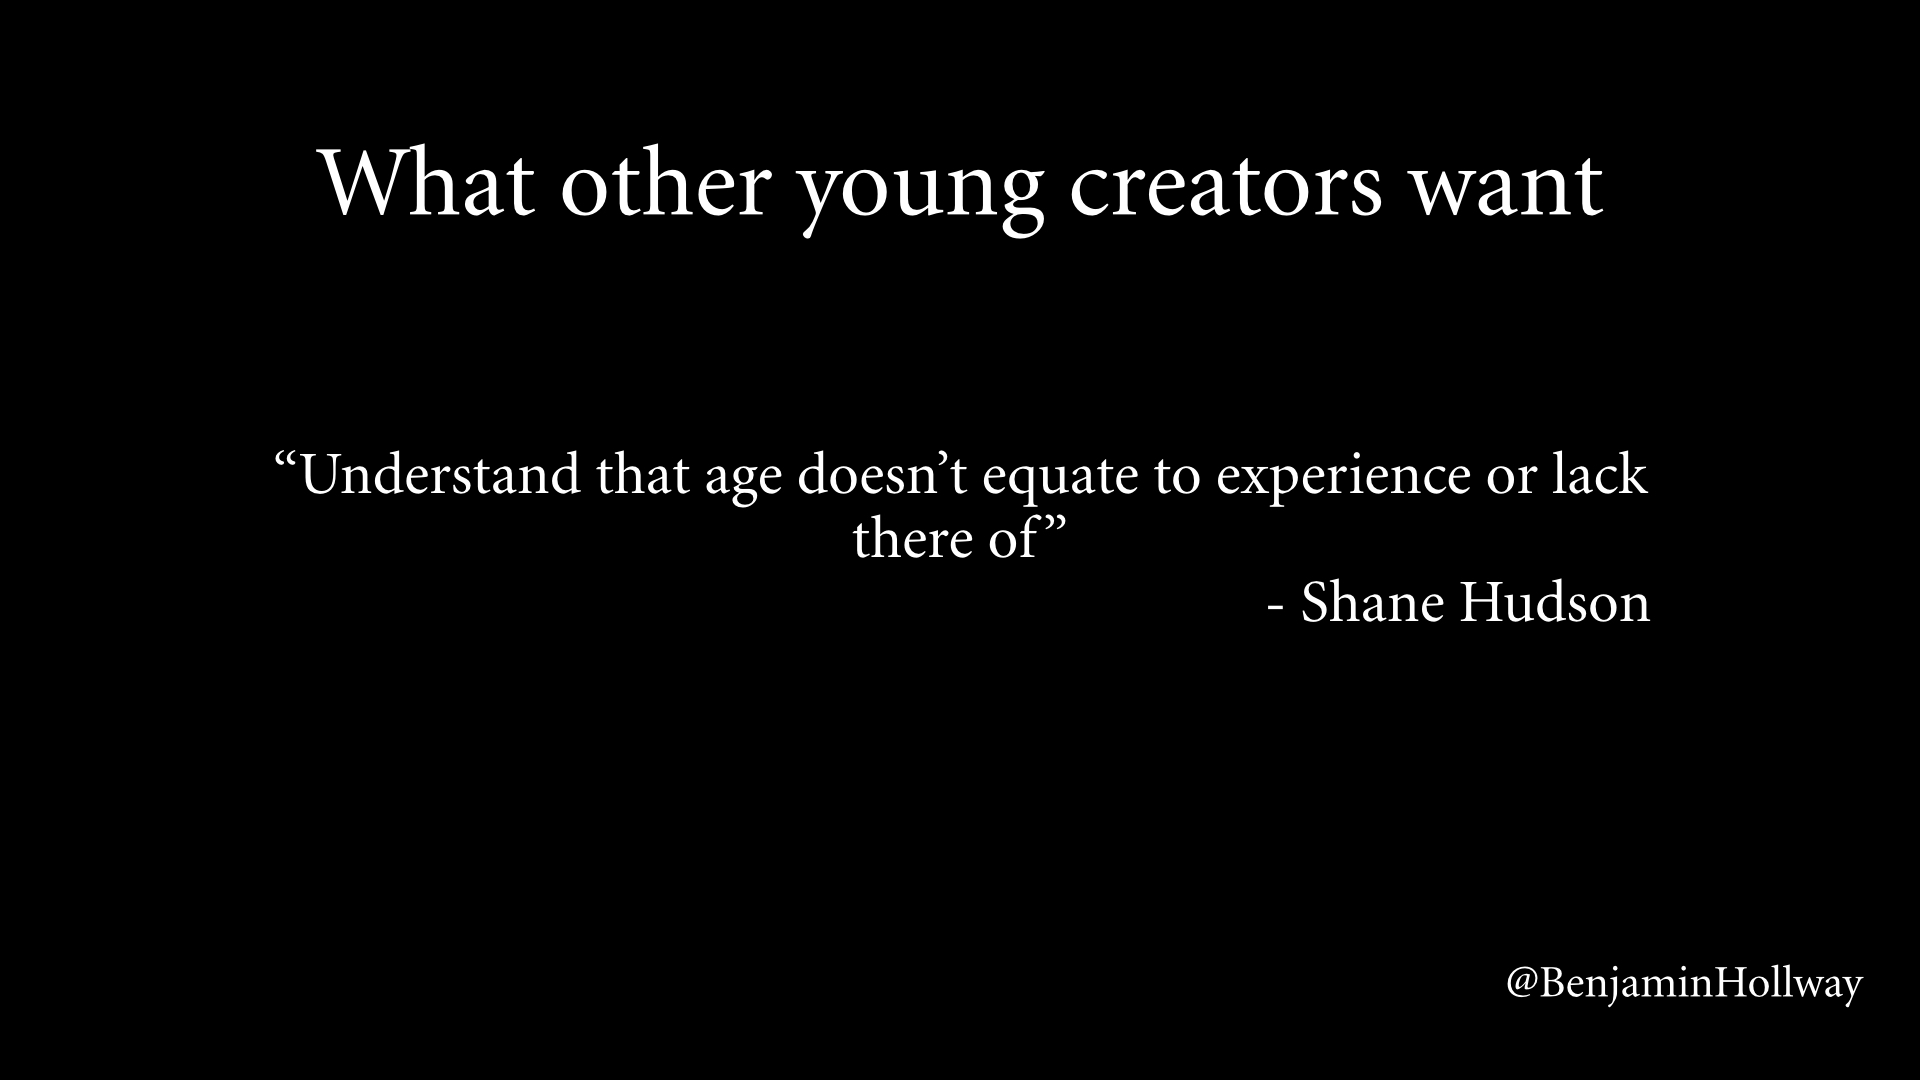 What other young creators want
“Understand that age doesn’t equate to experience or lack
there of”
- Shane Hudson
@BenjaminHollway